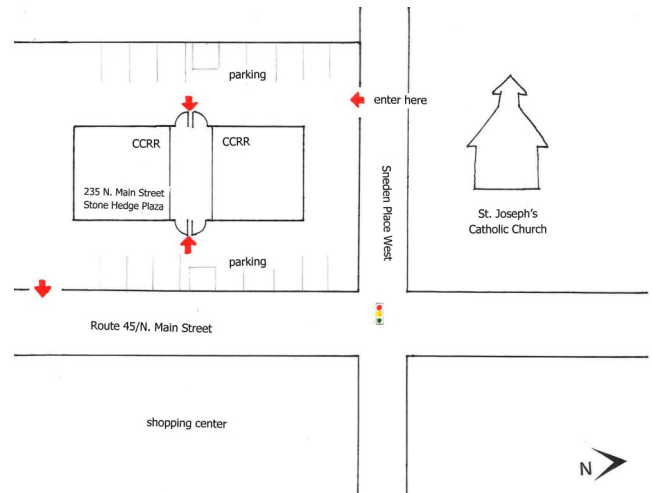 parking
enter here
CCRR
CCRR
235 N. Main Street
Stone Hedge Plaza
Sneden Place West
St. Joseph's
Catholic Church
parking
Route 45/N. Main Street
shopping center
N